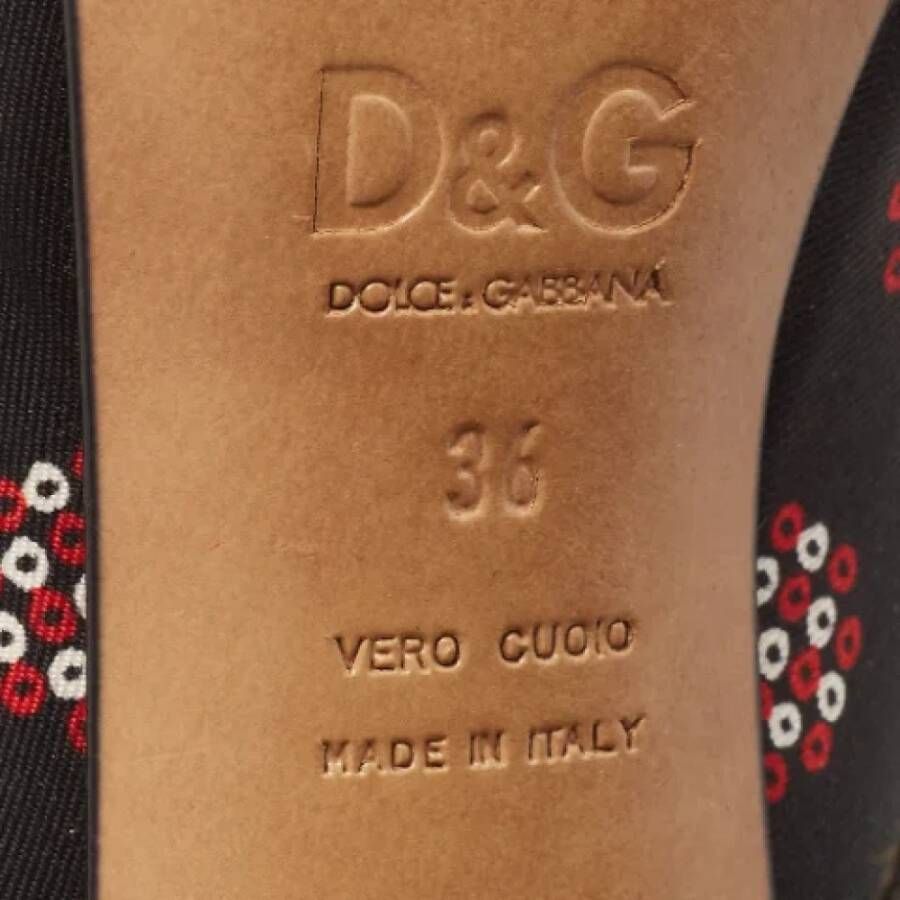 D&G
DOLCE & GABBANA
36
VERO CUOIO
MADE IN ITALY